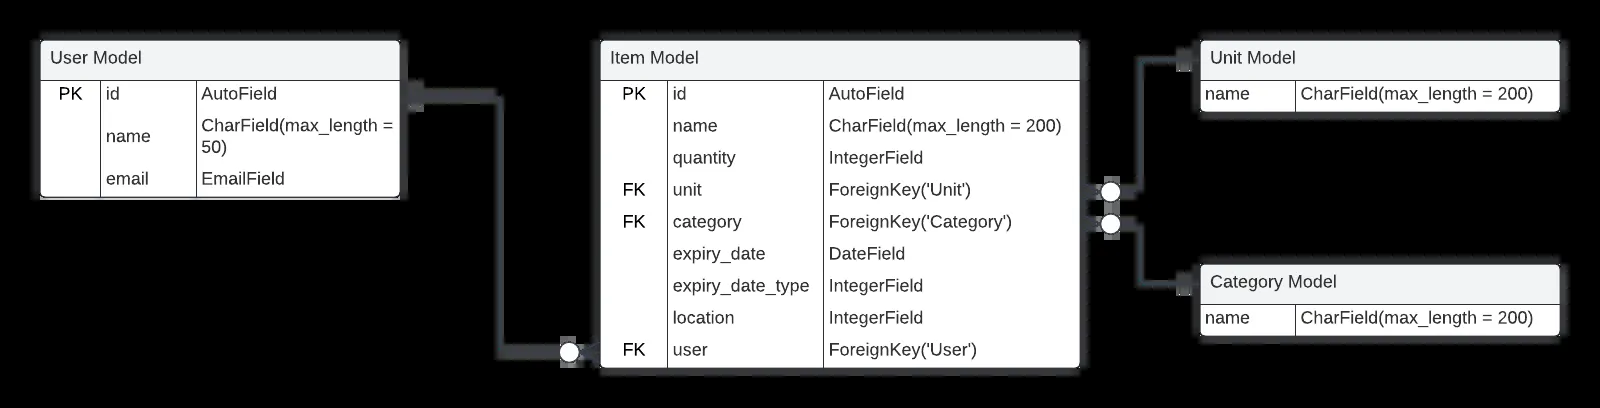 User Model
PK id AutoField
name CharField(max_length =
50)
email EmailField
Item Model
PK id AutoField
name CharField(max_length = 200)
quantity IntegerField
FK unit ForeignKey('Unit')
FK category ForeignKey('Category')
expiry_date DateField
expiry_date_type IntegerField
location IntegerField
FK user ForeignKey('User')
Unit Model
name CharField(max_length = 200)
Category Model
name CharField(max_length = 200)